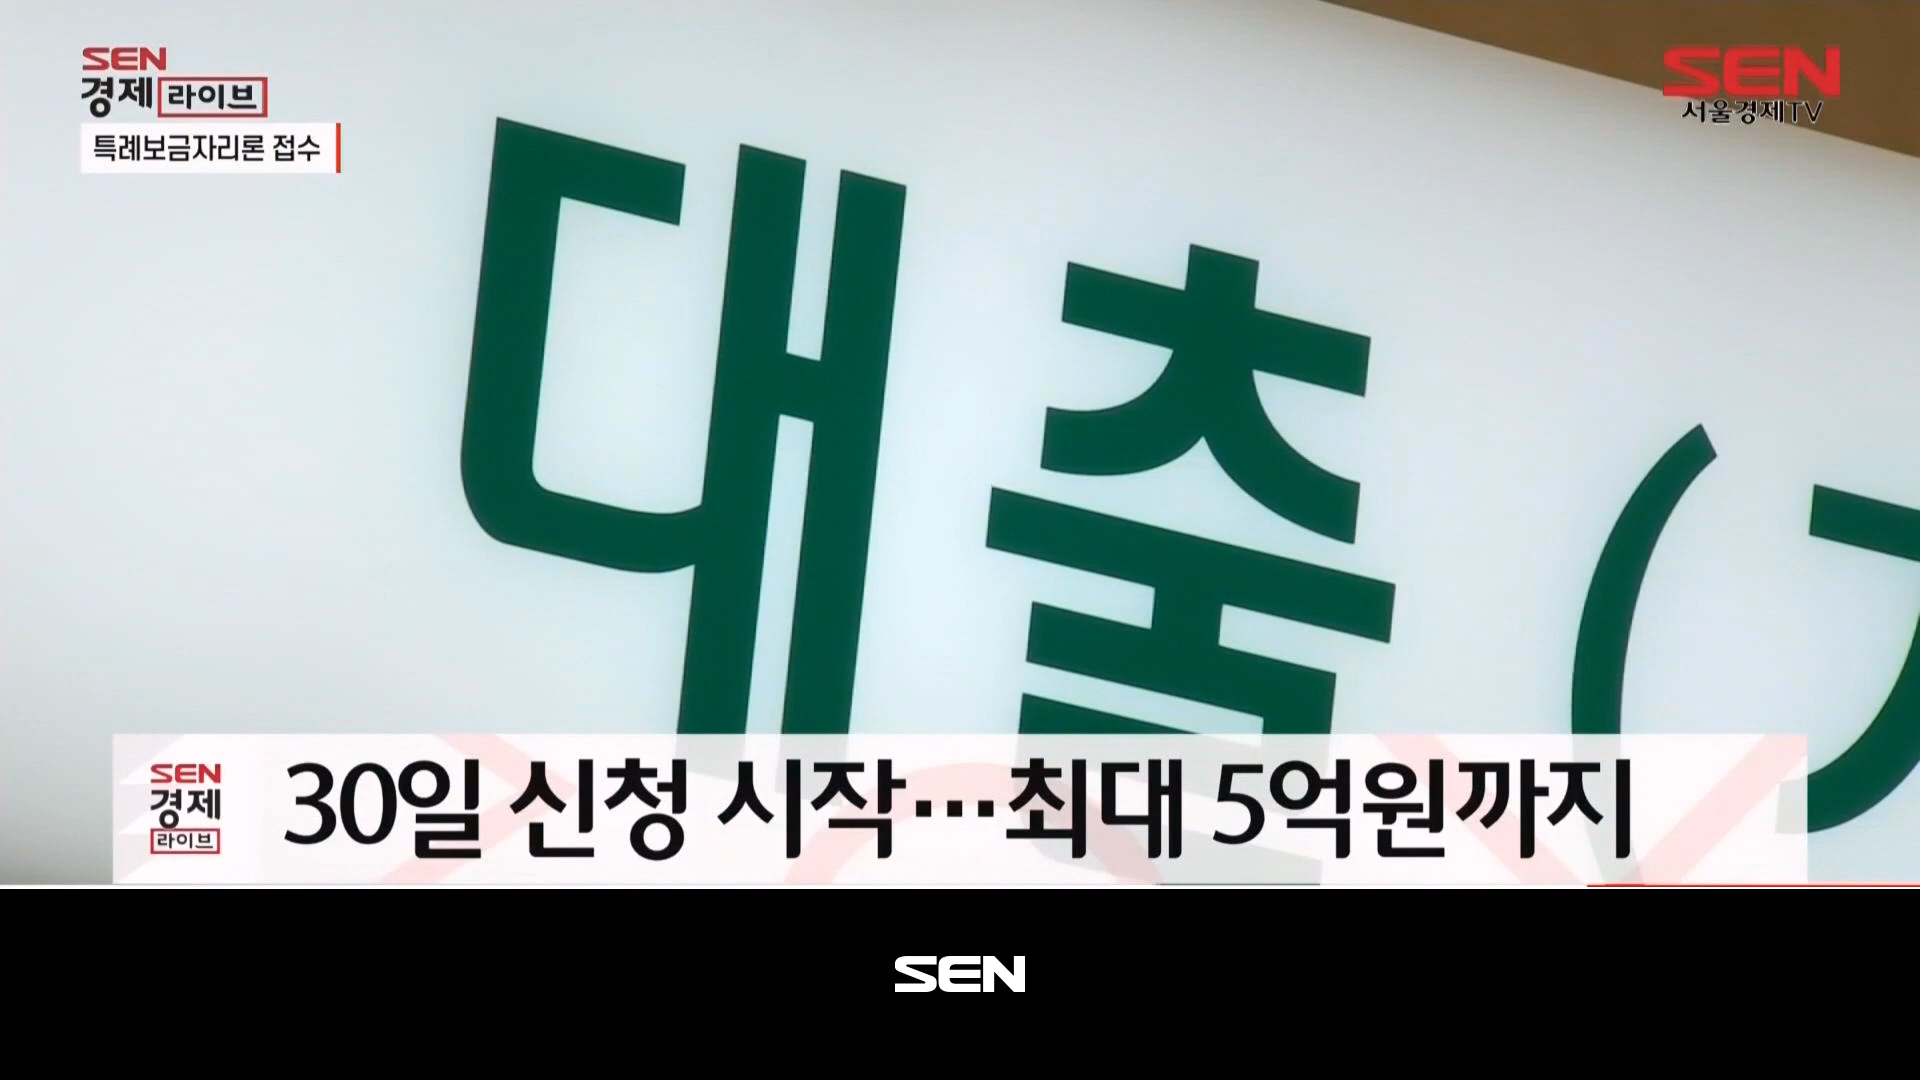 SEN
경제 라이브
특례보금자리론 접수
SEN
서울경제TV
대출 (
SEN
경제
라이브
30일 신청 시작…최대 5억원까지
SEN